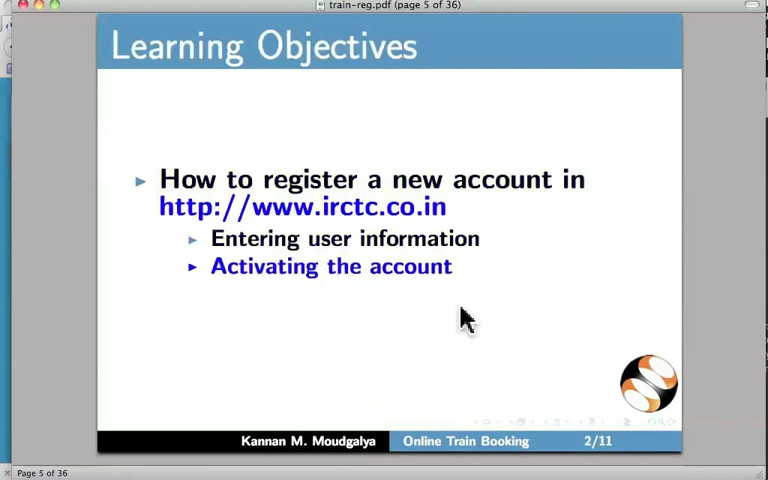 train-reg.pdf (page 5 of 36)
Learning Objectives
How to register a new account in
http://www.irctc.co.in
Entering user information
Activating the account
Kannan M. Moudgalya Online Train Booking 2/11
Page 5 of 36